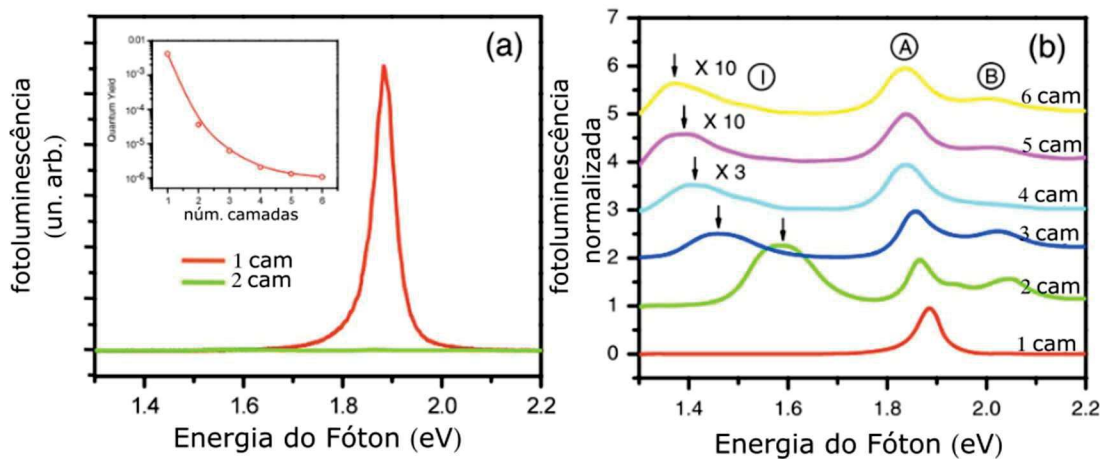 (a)
fotoluminescência
(un. arb.)
Quantum Yield
0.01
10⁻³
10⁻⁴
10⁻⁵
10⁻⁶
1 2 3 4 5 6
núm. camadas
1 cam
2 cam
1.4 1.6 1.8 2.0 2.2
Energia do Fóton (eV)
(b)
fotoluminescência
normalizada
7
6
5
4
3
2
1
0
X 10
I
A
B
6 cam
X 10
5 cam
X 3
4 cam
3 cam
2 cam
1 cam
1.4 1.6 1.8 2.0 2.2
Energia do Fóton (eV)